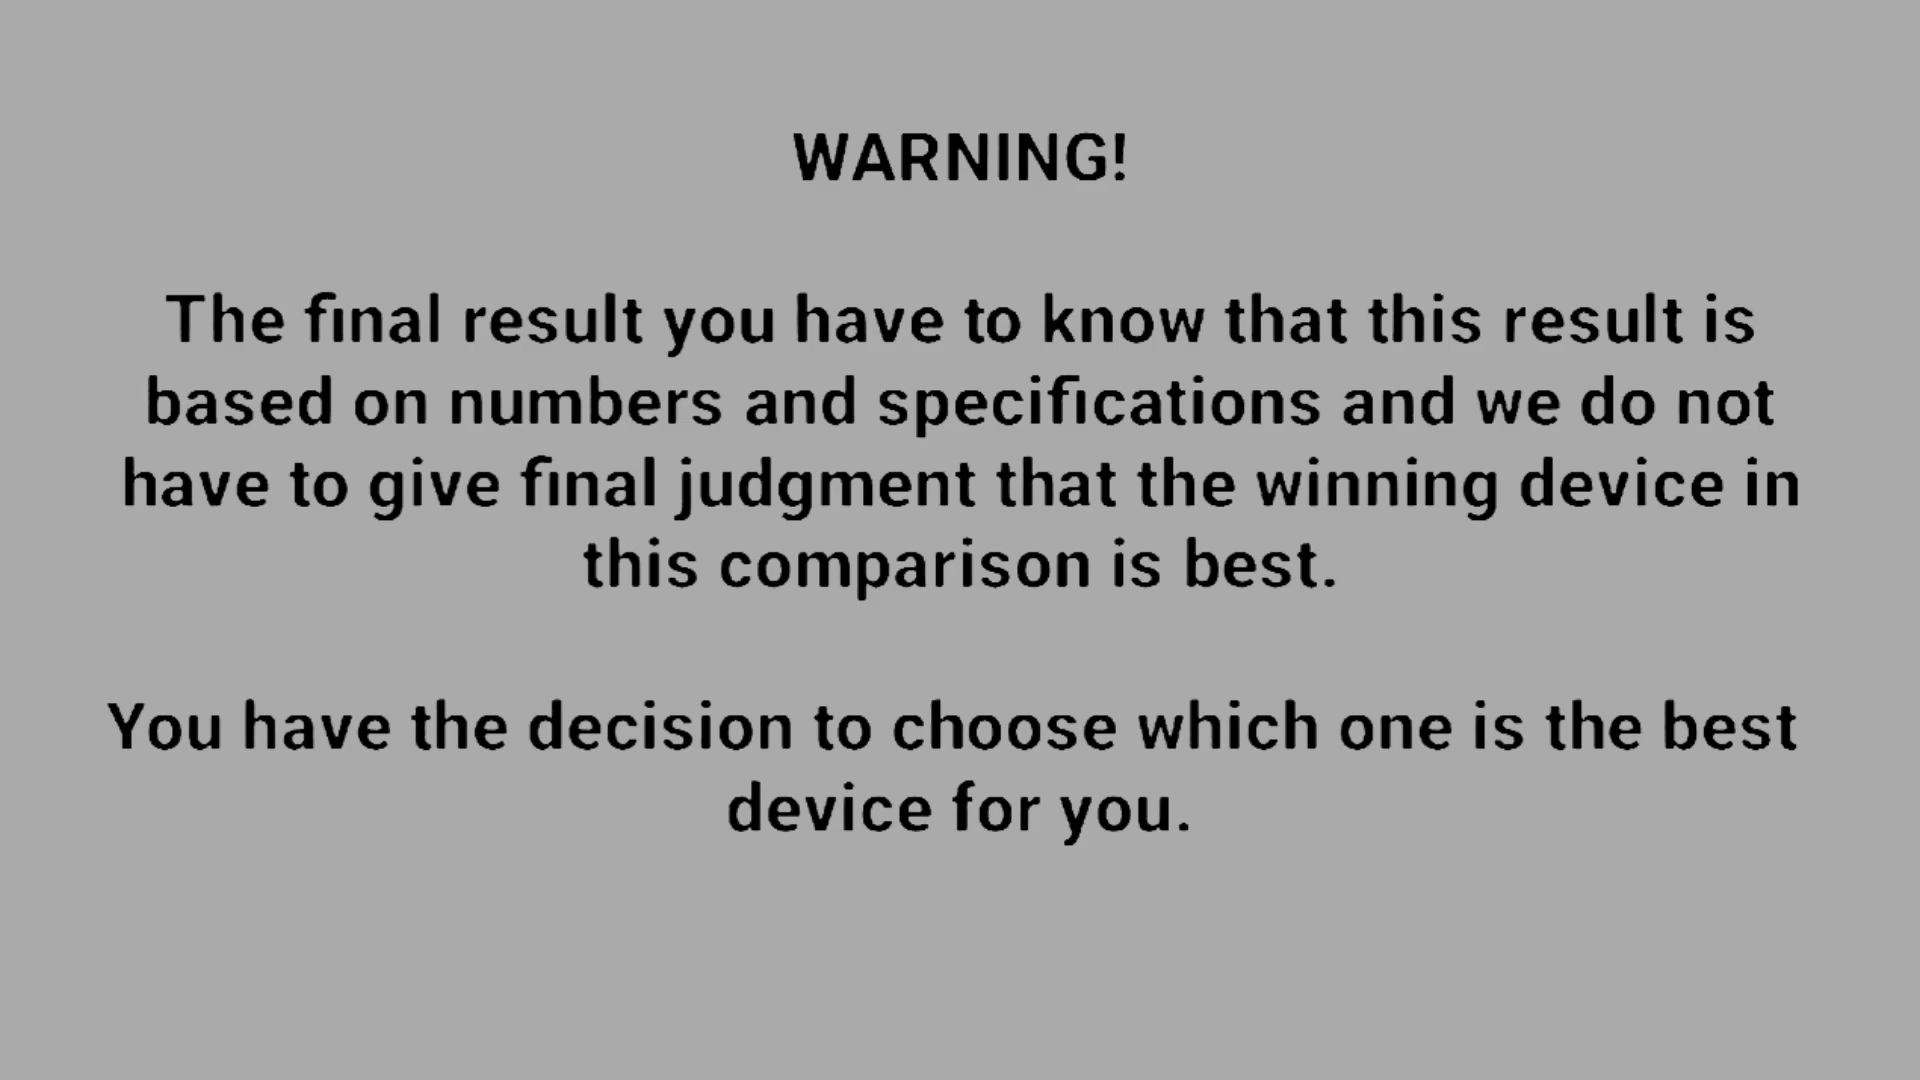 WARNING!
The final result you have to know that this result is
based on numbers and specifications and we do not
have to give final judgment that the winning device in
this comparison is best.
You have the decision to choose which one is the best
device for you.